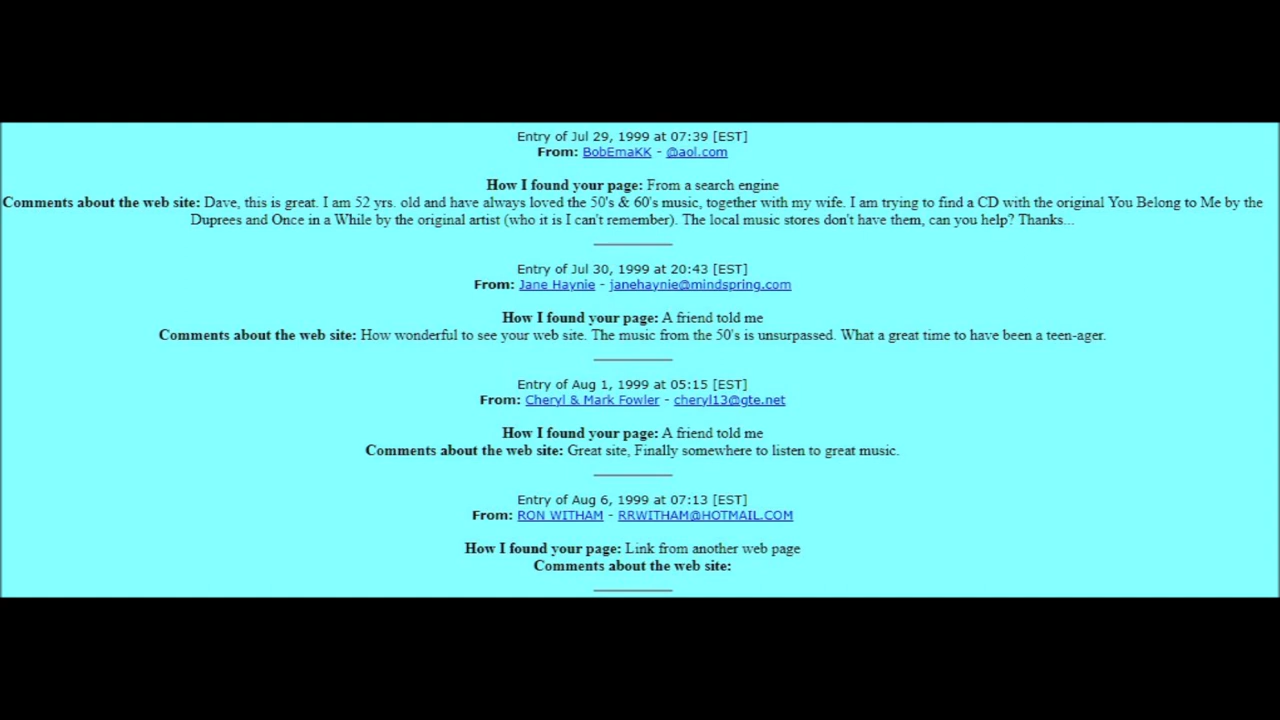 Entry of Jul 29, 1999 at 07:39 [EST]
From: BobEmaKK - @aol.com
How I found your page: From a search engine
Comments about the web site: Dave, this is great. I am 52 yrs. old and have always loved the 50's & 60's music, together with my wife. I am trying to find a CD with the original You Belong to Me by the
Duprees and Once in a While by the original artist (who it is I can't remember). The local music stores don't have them, can you help? Thanks...
Entry of Jul 30, 1999 at 20:43 [EST]
From: Jane Haynie - janehaynie@mindspring.com
How I found your page: A friend told me
Comments about the web site: How wonderful to see your web site. The music from the 50's is unsurpassed. What a great time to have been a teen-ager.
Entry of Aug 1, 1999 at 05:15 [EST]
From: Cheryl & Mark Fowler - cheryl13@gte.net
How I found your page: A friend told me
Comments about the web site: Great site, Finally somewhere to listen to great music.
Entry of Aug 6, 1999 at 07:13 [EST]
From: RON WITHAM - RRWITHAM@HOTMAIL.COM
How I found your page: Link from another web page
Comments about the web site: